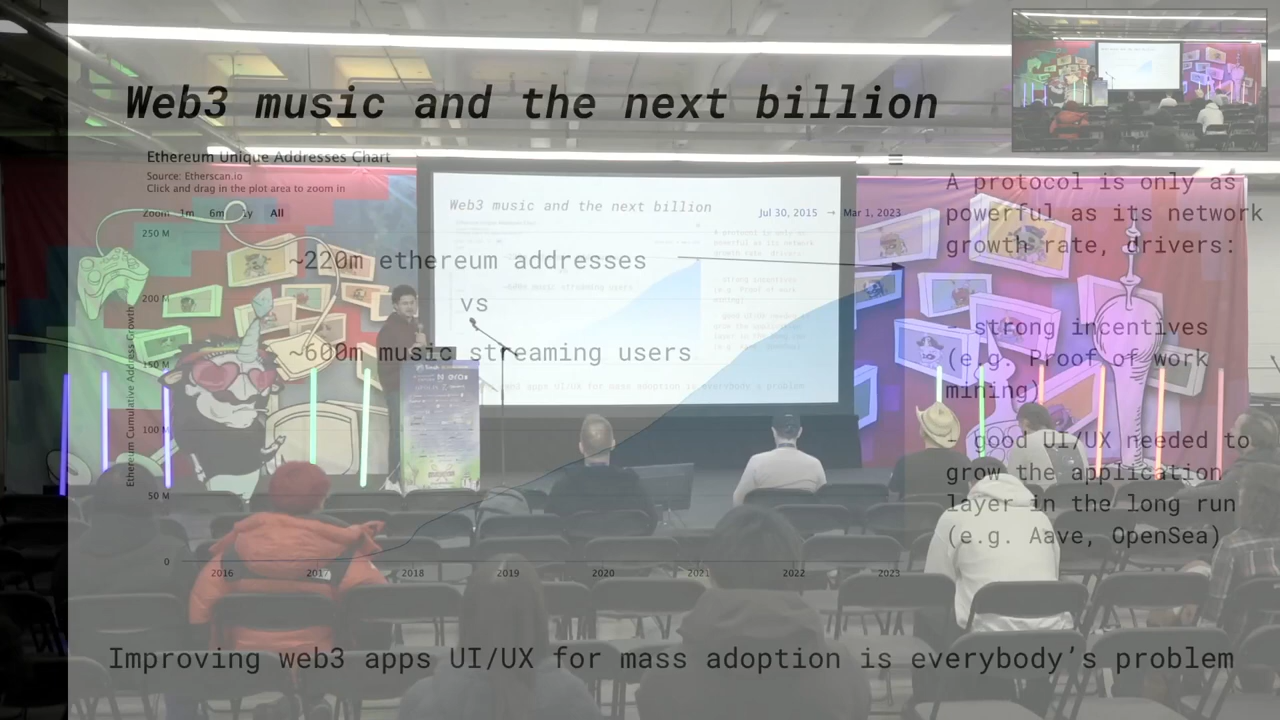 Web3 music and the next billion
Ethereum Unique Addresses Chart
Source: Etherscan.io
Click and drag in the plot area to zoom in
Zoom 1m 6m 1y All
Jul 30, 2015 → Mar 1, 2023
Ethereum Cumulative Address Growth
250 M
200 M
150 M
100 M
50 M
0
2016 2017 2018 2019 2020 2021 2022 2023
~220m ethereum addresses
vs
~600m music streaming users
A protocol is only as
powerful as its network
growth rate, drivers:
- strong incentives
(e.g. Proof of work
mining)
- good UI/UX needed to
grow the application
layer in the long run
(e.g. Aave, OpenSea)
Improving web3 apps UI/UX for mass adoption is everybody's problem
Web3 music and the next billion